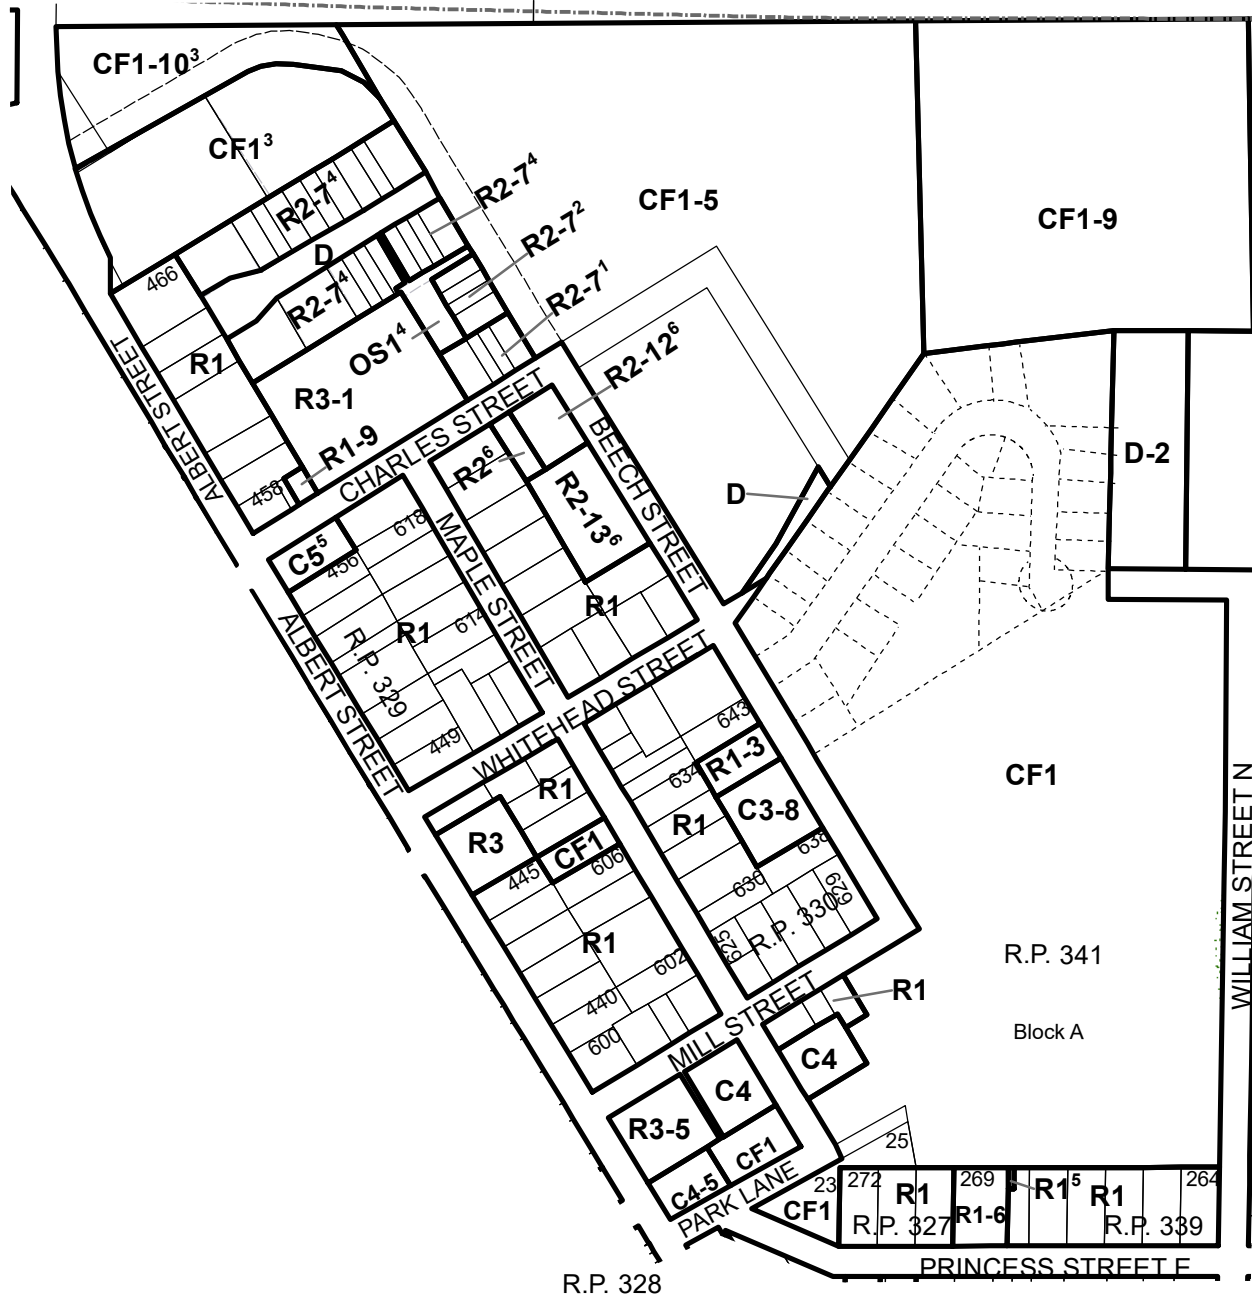 CF1-10³
CF1³
R2-7⁴
R2-7⁴
CF1-5
CF1-9
R2-7²
D
466
R2-7⁴
R2-7¹
OS1⁴
R2-12⁶
R1
R3-1
ALBERT STREET
R1-9
CHARLES STREET
BEECH STREET
R2⁶
D-2
458
D
R2-13⁶
618
MAPLE STREET
C5⁵
456
R1
614
R1
R.P. 329
ALBERT STREET
449
WHITEHEAD STREET
643
R1-3
634
CF1
R1
C3-8
R1
R3
CF1
638
606
445
630
629
R.P. 330
R1
625
602
R.P. 341
WILLIAM STREET N
440
R1
600
MILL STREET
Block A
C4
C4
R3-5
CF1
25
C4-5
PARK LANE
23
272
269
264
CF1
R1
R1-6
R1⁵
R1
R.P. 327
R.P. 339
PRINCESS STREET E
R.P. 328